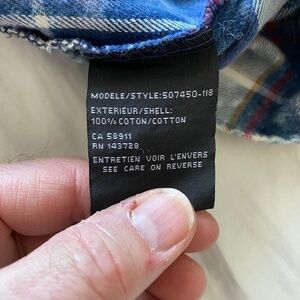 MODELE/STYLE:507450-118
EXTERIEUR/SHELL:
100% COTON/COTTON
CA 58911
RN 143728
ENTRETIEN VOIR L'ENVERS
SEE CARE ON REVERSE